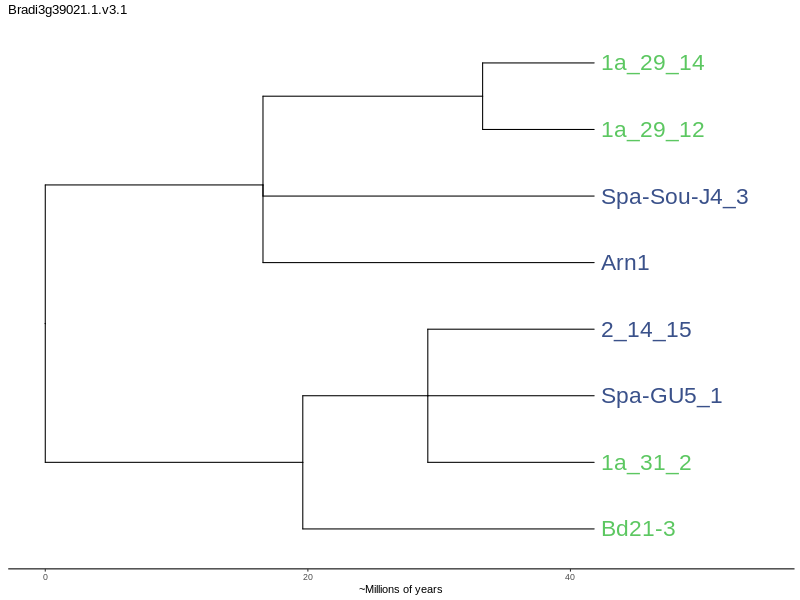 Bradi3g39021.1.v3.1
1a_29_14
1a_29_12
Spa-Sou-J4_3
Arn1
2_14_15
Spa-GU5_1
1a_31_2
Bd21-3
0 20 40
~Millions of years